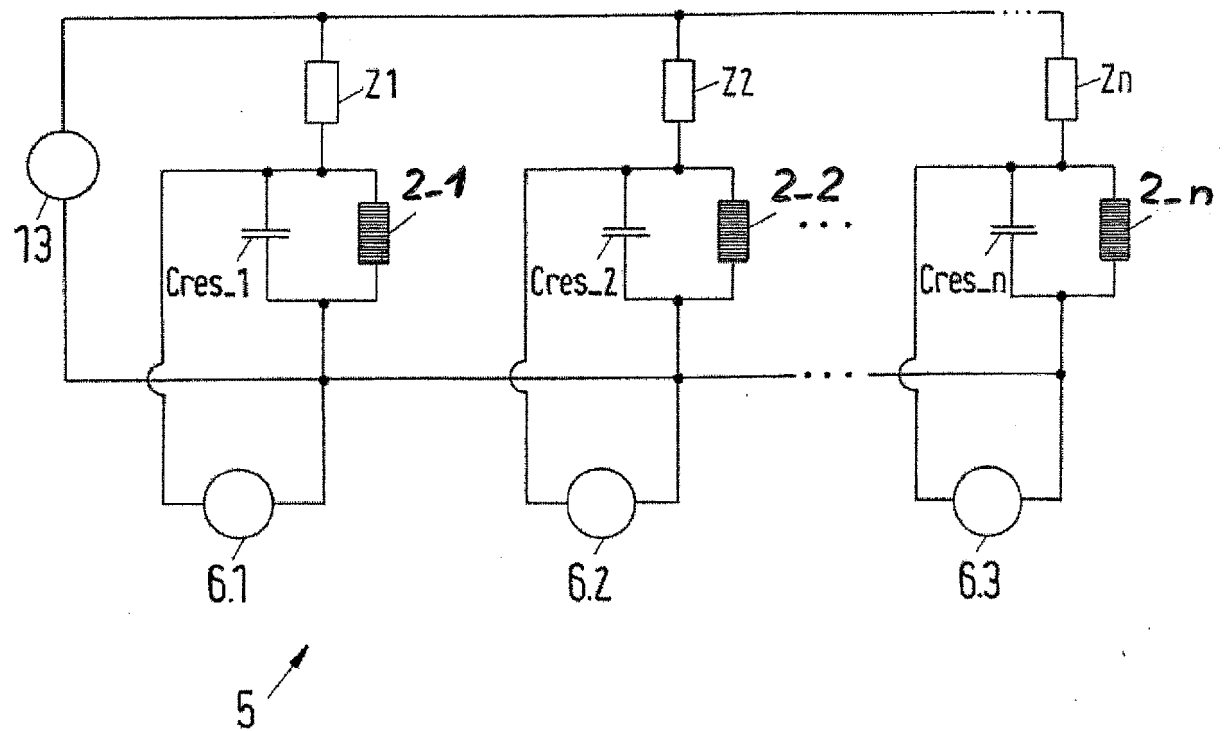 Z1
Z2
Zn
2-1
2-2
...
2-n
13
Cres_1
Cres_2
Cres_n
...
6.1
6.2
6.3
5